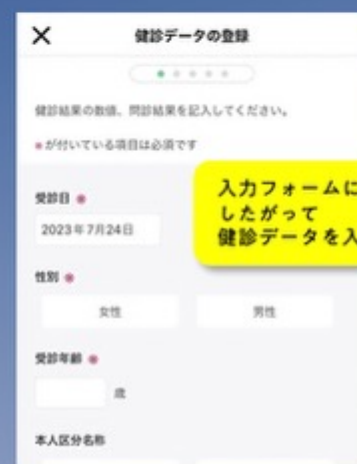 健診データの登録
健診結果の数値、問診結果を記入してください。
*が付いている項目は必須です
受診日 *
2023年7月24日
入力フォームに
したがって
健診データを入
性別 *
女性 男性
受診年齢 *
歳
本人区分名称